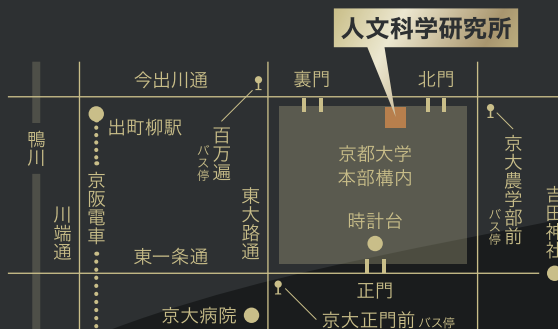 人文科学研究所
今出川通
裏門
北門
鴨川
出町柳駅
百万遍
バス停
京都大学
本部構内
京大農学部前
バス停
京阪電車
川端通
東大路通
時計台
吉田神社
東一条通
正門
京大病院
京大正門前 バス停